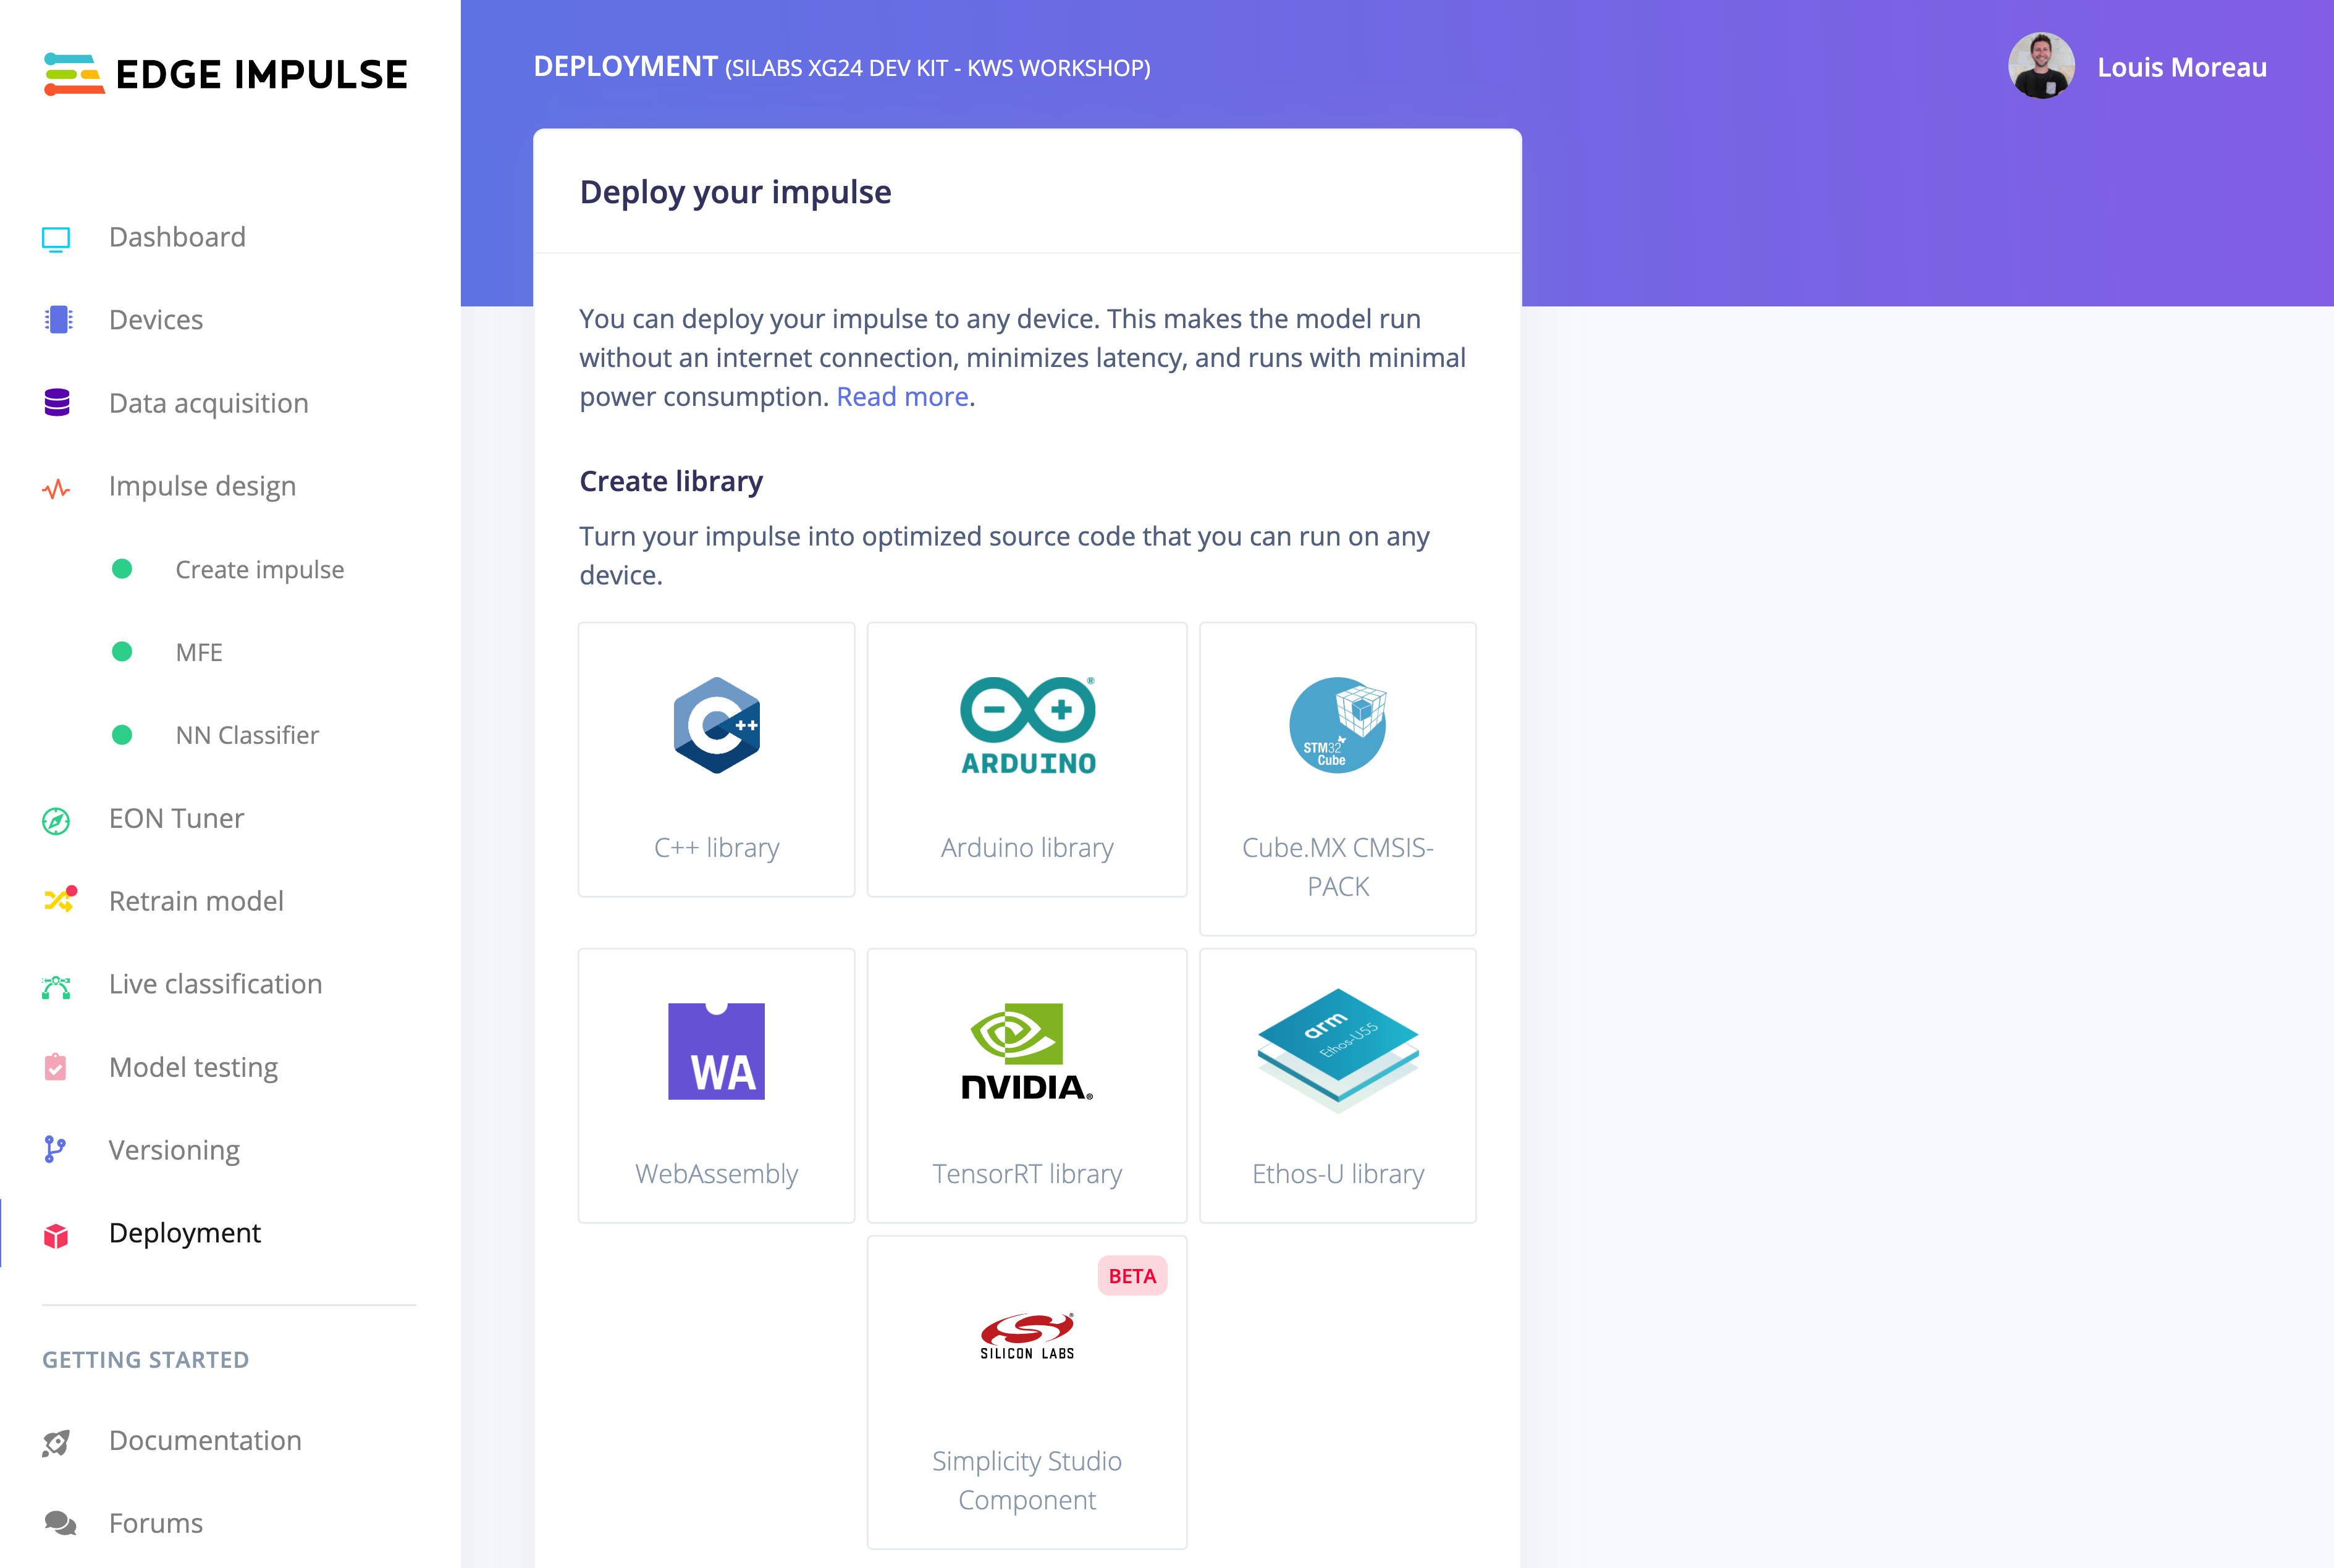 EDGE IMPULSE
Dashboard
Devices
Data acquisition
Impulse design
Create impulse
MFE
NN Classifier
EON Tuner
Retrain model
Live classification
Model testing
Versioning
Deployment
GETTING STARTED
Documentation
Forums
DEPLOYMENT (SILABS XG24 DEV KIT - KWS WORKSHOP)
Louis Moreau
Deploy your impulse
You can deploy your impulse to any device. This makes the model run
without an internet connection, minimizes latency, and runs with minimal
power consumption. Read more.
Create library
Turn your impulse into optimized source code that you can run on any
device.
C++
C++ library
ARDUINO®
Arduino library
STM32
Cube
Cube.MX CMSIS-
PACK
WA
WebAssembly
NVIDIA®
TensorRT library
arm
Ethos-U55
Ethos-U library
BETA
SILICON LABS®
Simplicity Studio
Component